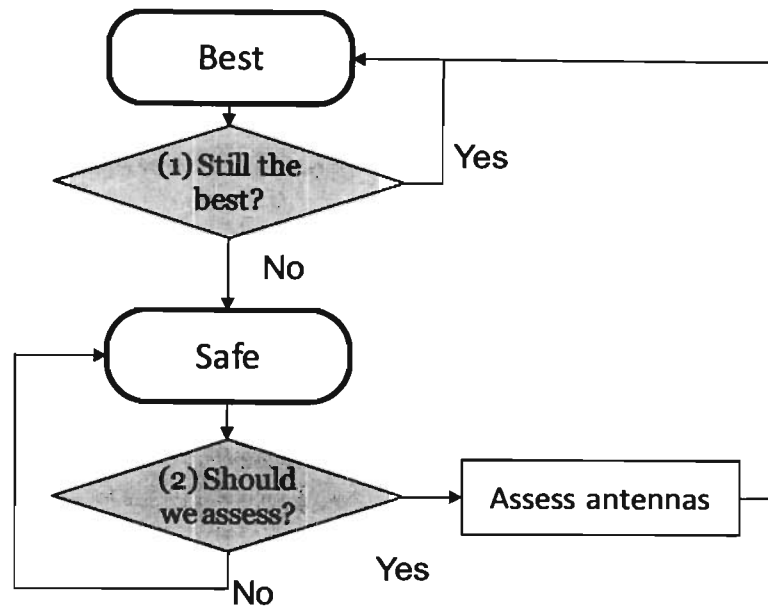 Best
(1) Still the
best?
Yes
No
Safe
(2) Should
we assess?
Assess antennas
Yes
No